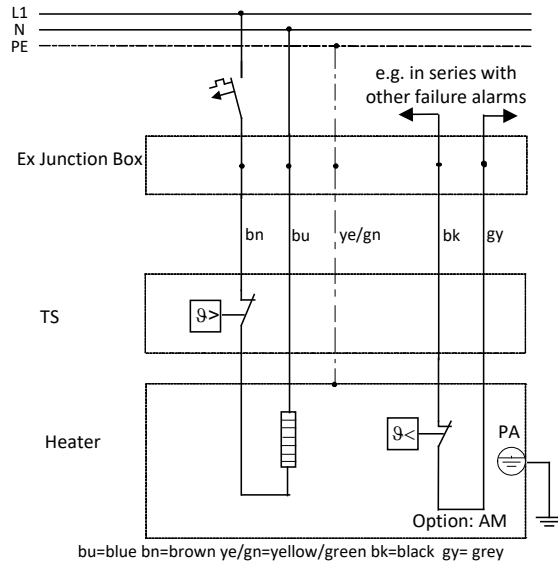 L1
N
PE
e.g. in series with
other failure alarms
Ex Junction Box
bn
bu
ye/gn
bk
gy
TS
ϑ>
Heater
ϑ<
PA
Option: AM
bu=blue bn=brown ye/gn=yellow/green bk=black gy= grey